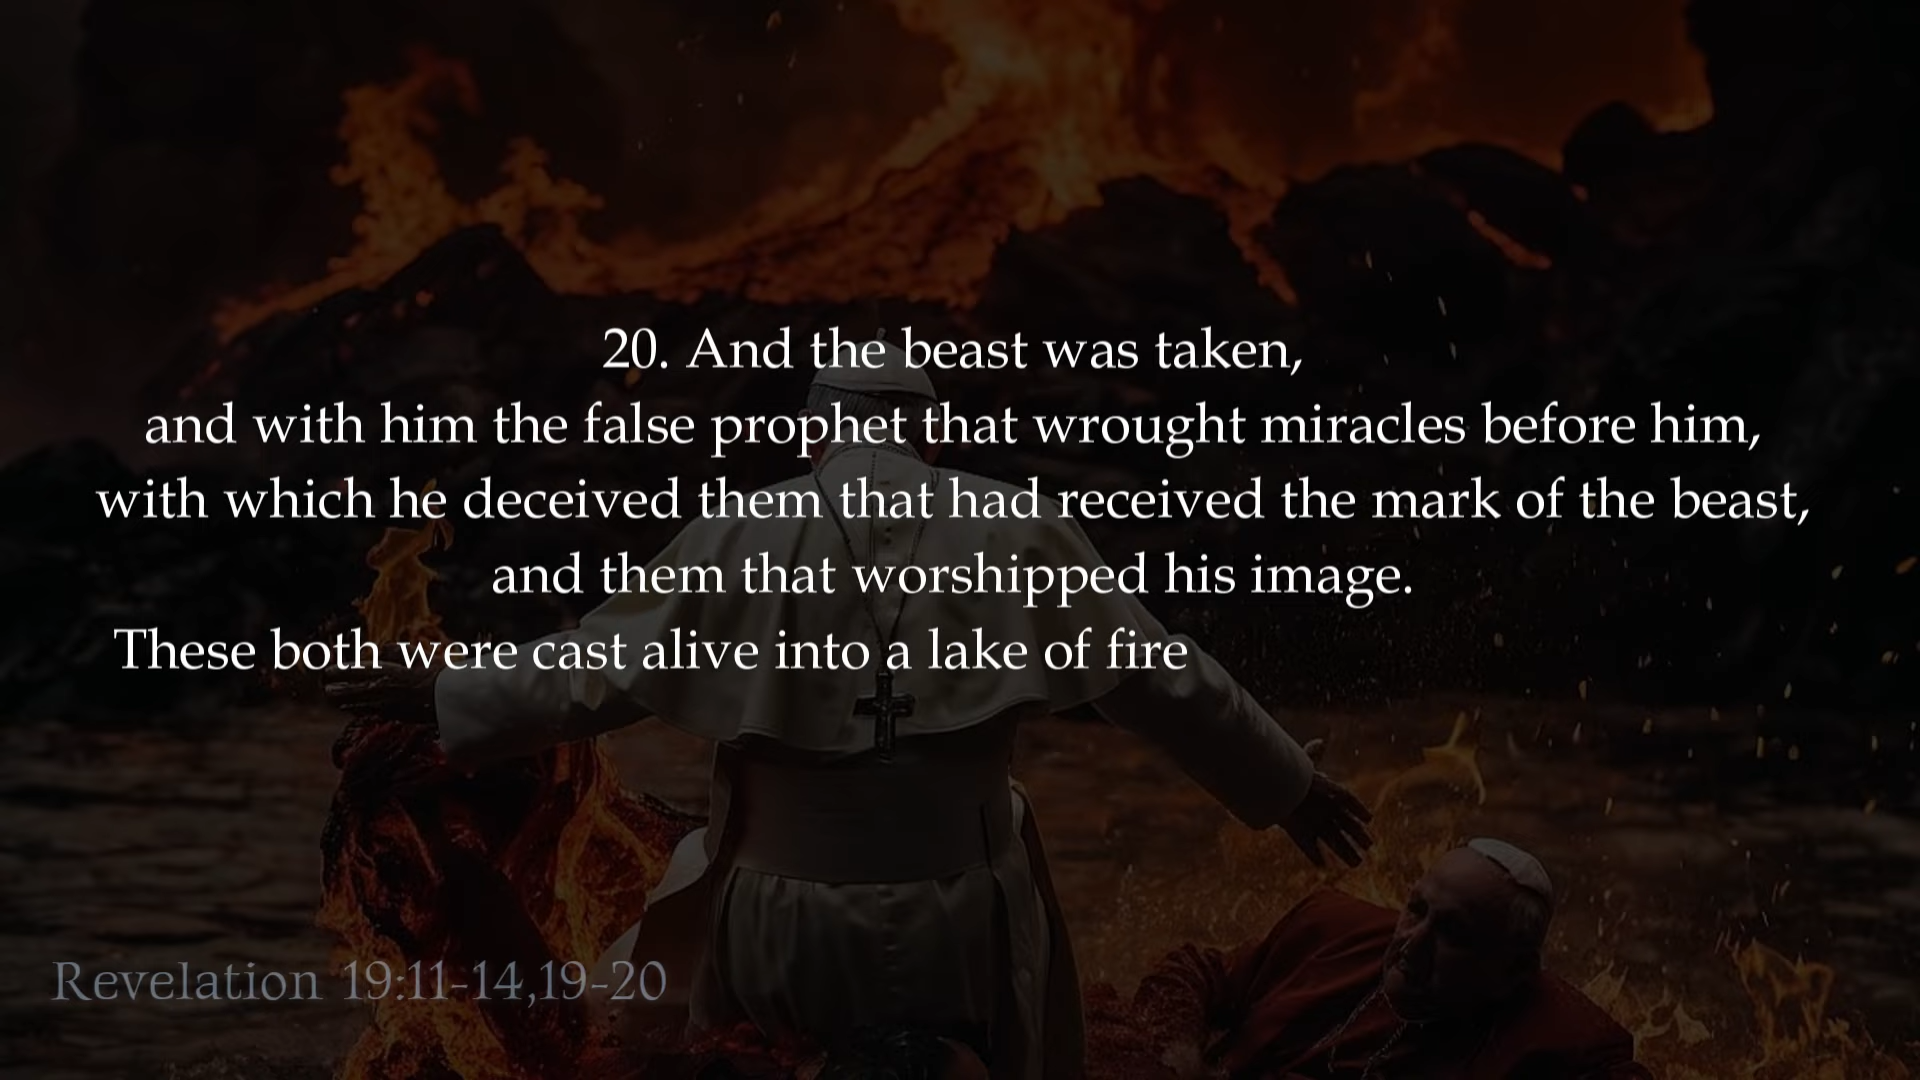 20. And the beast was taken,
and with him the false prophet that wrought miracles before him,
with which he deceived them that had received the mark of the beast,
and them that worshipped his image.
These both were cast alive into a lake of fire
Revelation 19:11-14,19-20